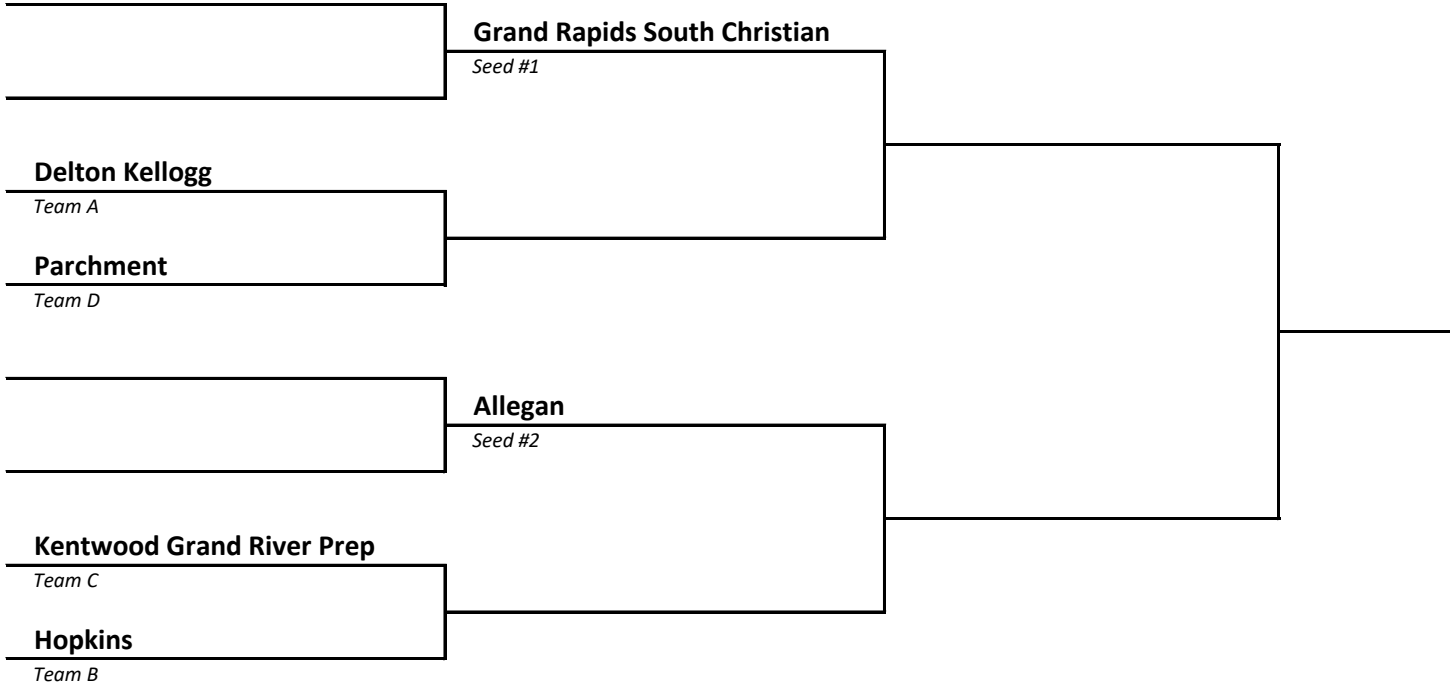 Grand Rapids South Christian
Seed #1
Delton Kellogg
Team A
Parchment
Team D
Allegan
Seed #2
Kentwood Grand River Prep
Team C
Hopkins
Team B